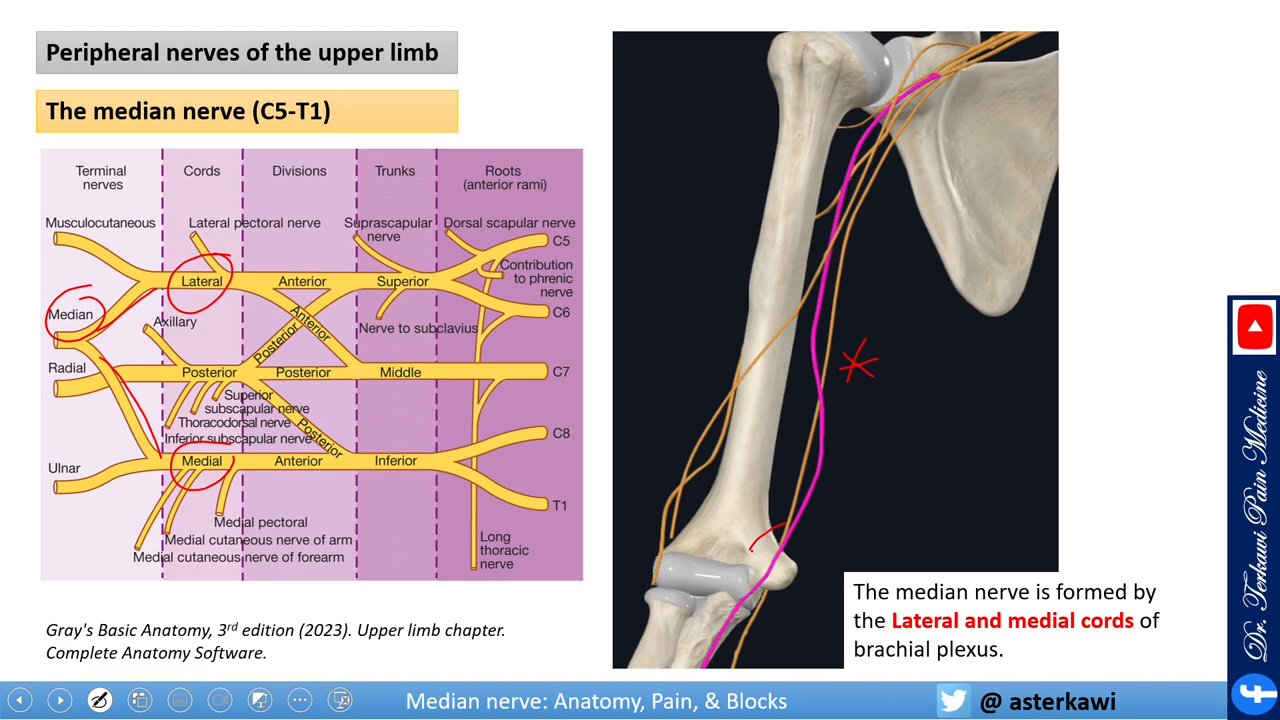 Peripheral nerves of the upper limb
The median nerve (C5-T1)
Terminal
nerves
Cords
Divisions
Trunks
Roots
(anterior rami)
Musculocutaneous
Lateral pectoral nerve
Suprascapular
nerve
Dorsal scapular nerve
C5
Contribution
to phrenic
nerve
Lateral
Anterior
Superior
C6
Median
Axillary
Anterior
Posterior
Nerve to subclavius
Radial
Posterior
Posterior
Middle
C7
Superior
subscapular nerve
Thoracodorsal nerve
Inferior subscapular nerve
Posterior
C8
Ulnar
Medial
Anterior
Inferior
T1
Medial pectoral
Medial cutaneous nerve of arm
Medial cutaneous nerve of forearm
Long
thoracic
nerve
The median nerve is formed by
the Lateral and medial cords of
brachial plexus.
Gray's Basic Anatomy, 3rd edition (2023). Upper limb chapter.
Complete Anatomy Software.
Dr. Terkawi Pain Medicine
Median nerve: Anatomy, Pain, & Blocks
@ asterkawi